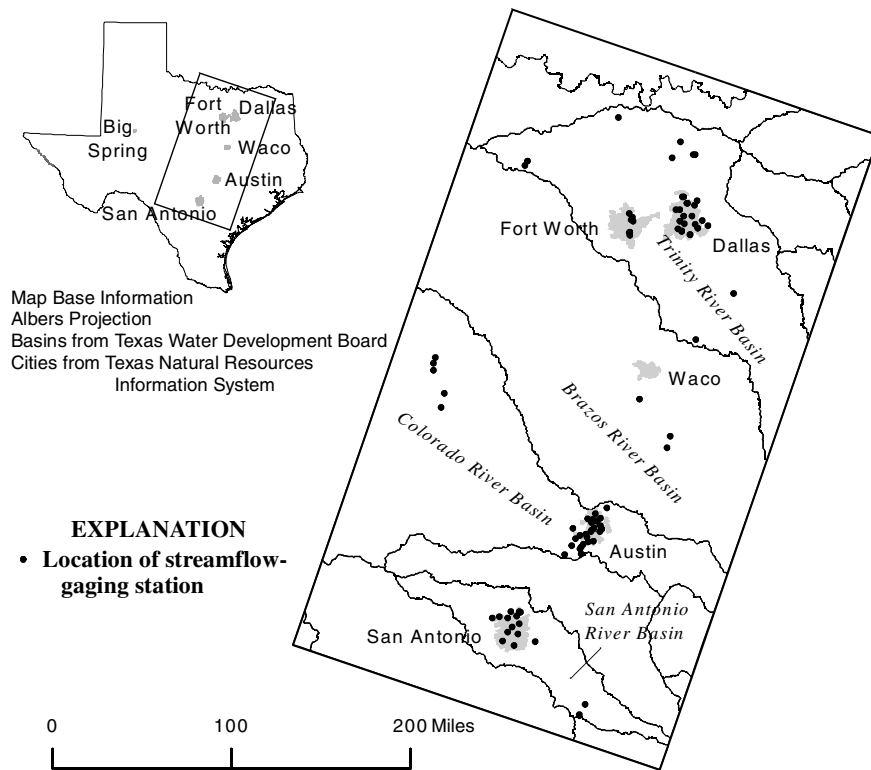 Fort
Worth
Dallas
Big
Spring
Waco
Austin
San Antonio
Map Base Information
Albers Projection
Basins from Texas Water Development Board
Cities from Texas Natural Resources
Information System
EXPLANATION
• Location of streamflow-
gaging station
0 100 200 Miles
Fort Worth
Dallas
Trinity River Basin
Waco
Brazos River Basin
Colorado River Basin
Austin
San Antonio
San Antonio
River Basin